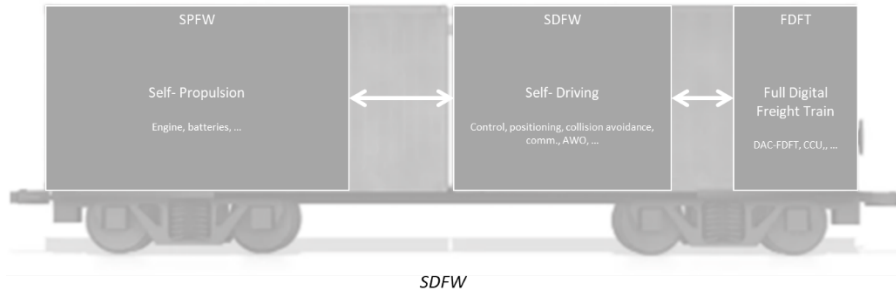 SPFW
SDFW
FDFT
Self- Propulsion
Self- Driving
Full Digital
Freight Train
Engine, batteries, ...
Control, positioning, collision avoidance,
comm., AWO, ...
DAC-FDFT, CCU,, ...
SDFW